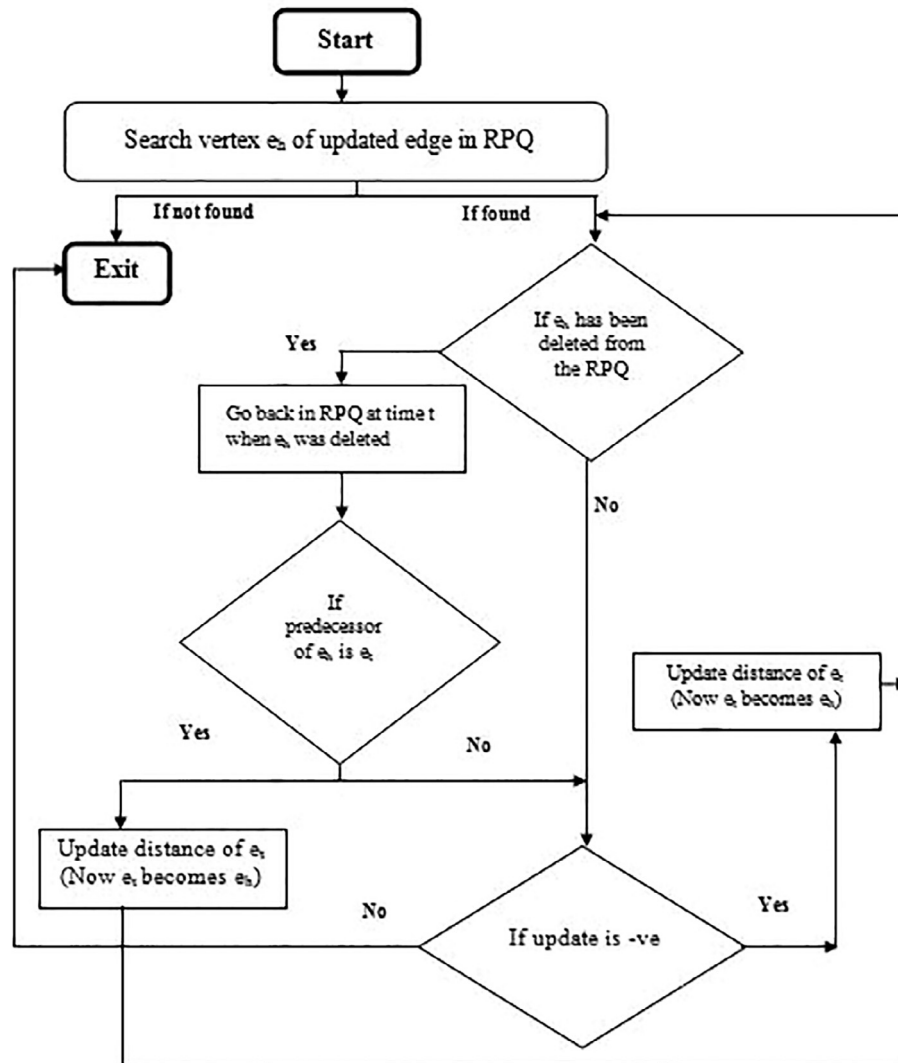 Start
Search vertex eₕ of updated edge in RPQ
If not found
If found
Exit
If eₕ has been
deleted from
the RPQ
Yes
Go back in RPQ at time t
when eₕ was deleted
No
If
predecessor
of eₕ is eₜ
Update distance of eₜ
(Now eₜ becomes eₕ)
Yes
No
Update distance of eₜ
(Now eₜ becomes eₕ)
No
Yes
If update is -ve